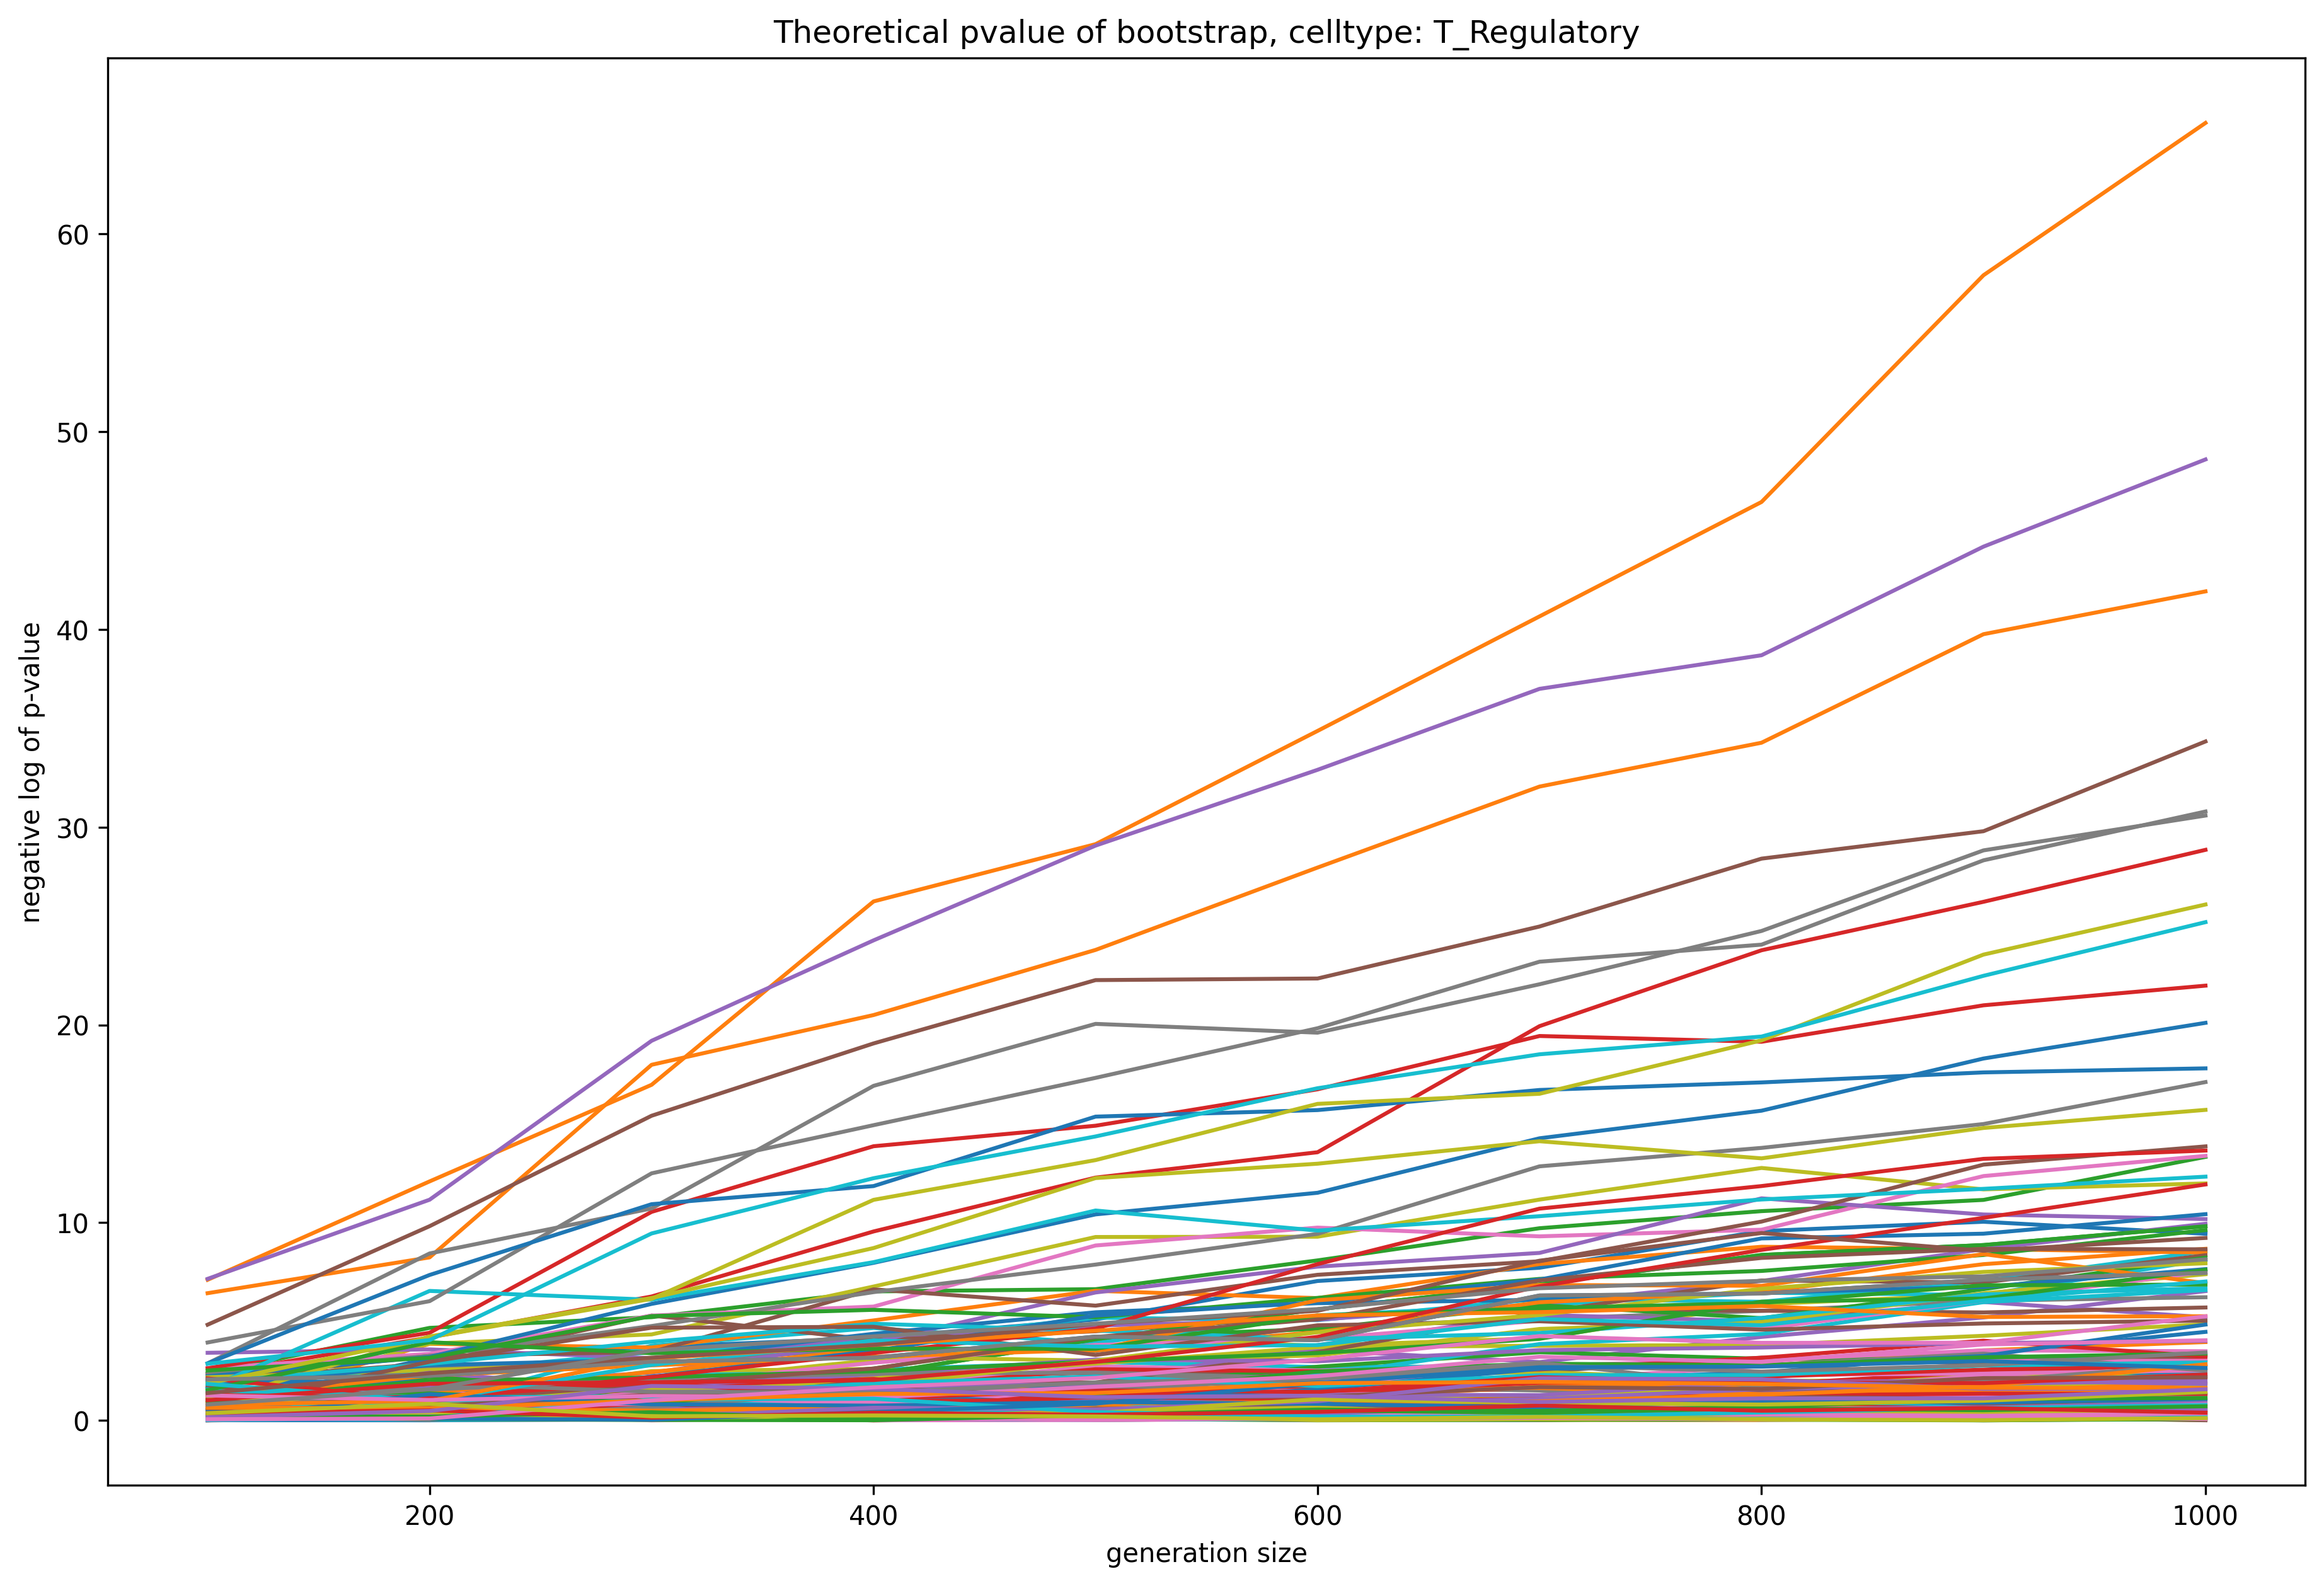 Theoretical pvalue of bootstrap, celltype: T_Regulatory
negative log of p-value
60
50
40
30
20
10
0
200 400 600 800 1000
generation size